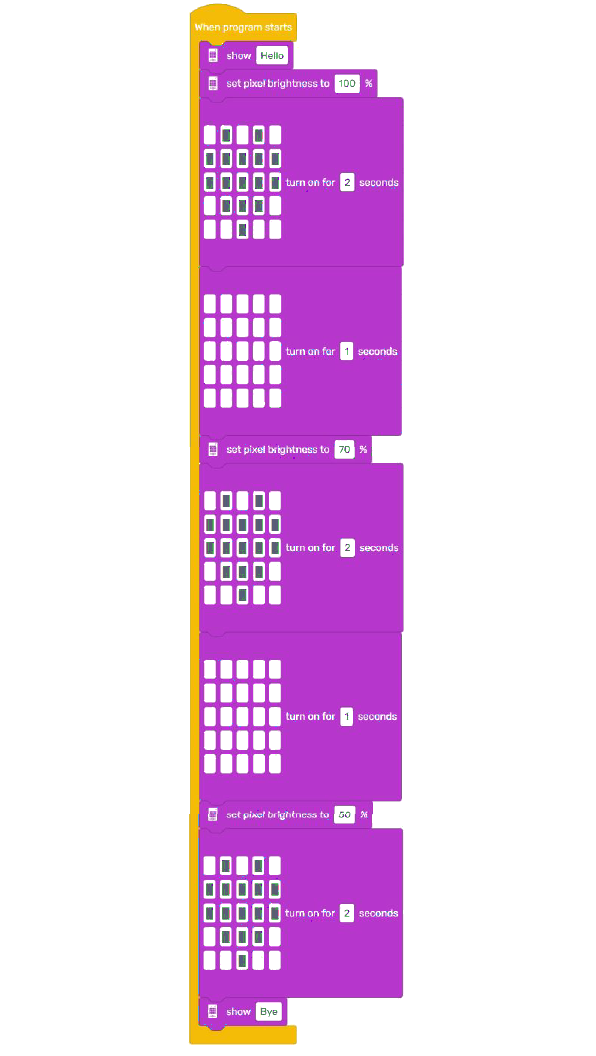 When program starts
show Hello
set pixel brightness to 100 %
turn on for 2 seconds
turn on for 1 seconds
set pixel brightness to 70 %
turn on for 2 seconds
turn on for 1 seconds
set pixel brightness to 50 %
turn on for 2 seconds
show Bye